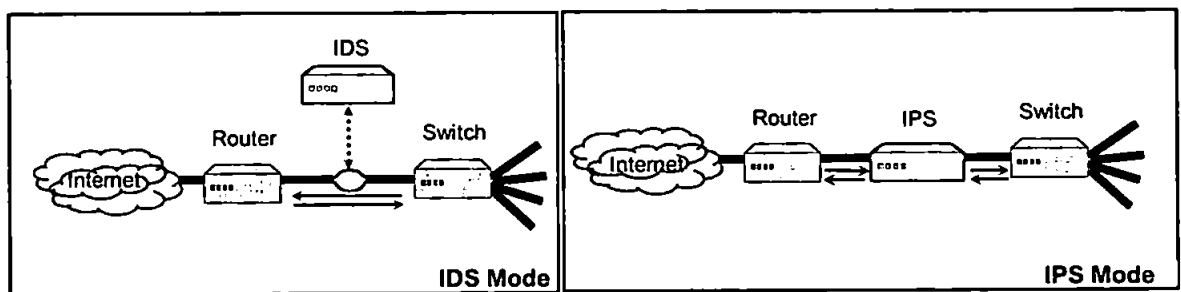 IDS
Router
Switch
Internet
IDS Mode
Router
IPS
Switch
Internet
IPS Mode